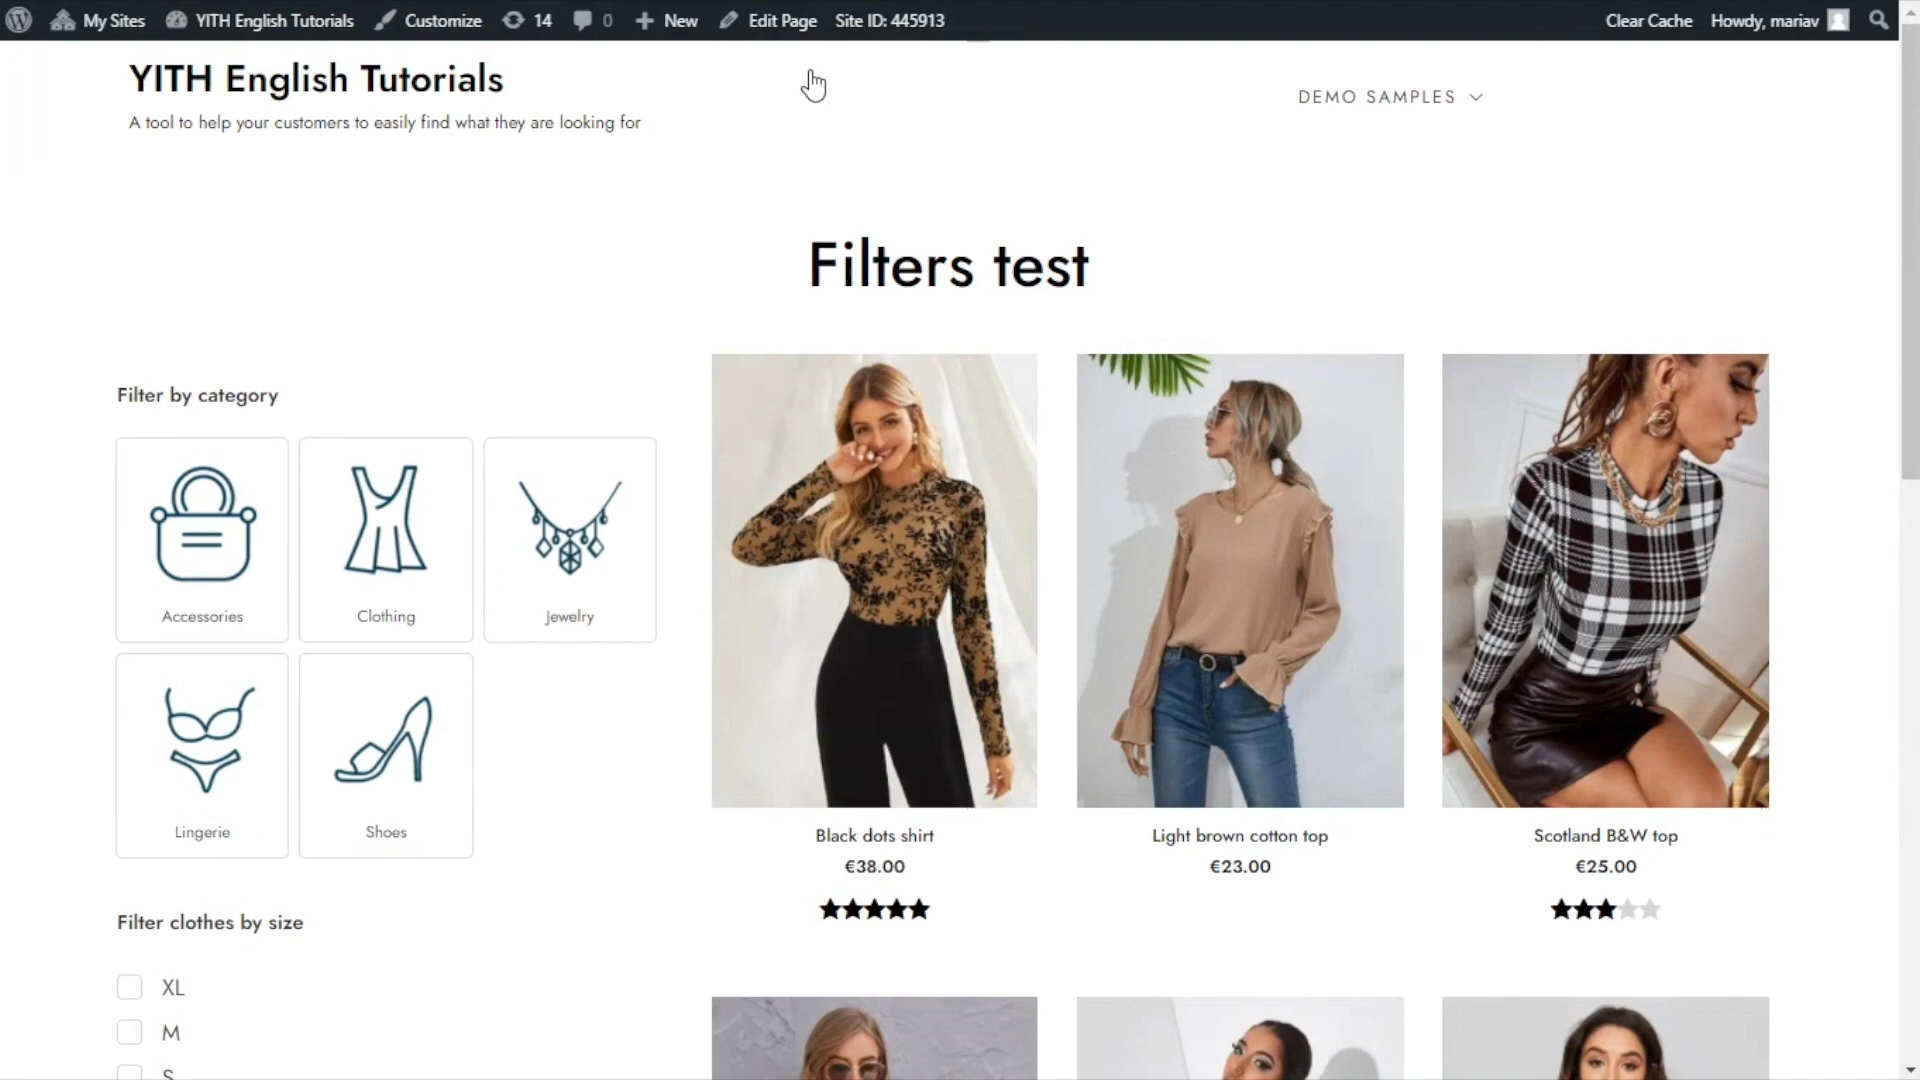 My Sites YITH English Tutorials Customize 14 0 New Edit Page Site ID: 445913 Clear Cache Howdy, mariav
YITH English Tutorials
A tool to help your customers to easily find what they are looking for
DEMO SAMPLES
Filters test
Filter by category
Accessories Clothing Jewelry
Lingerie Shoes
Black dots shirt
€38.00
Light brown cotton top
€23.00
Scotland B&W top
€25.00
Filter clothes by size
XL
M
S